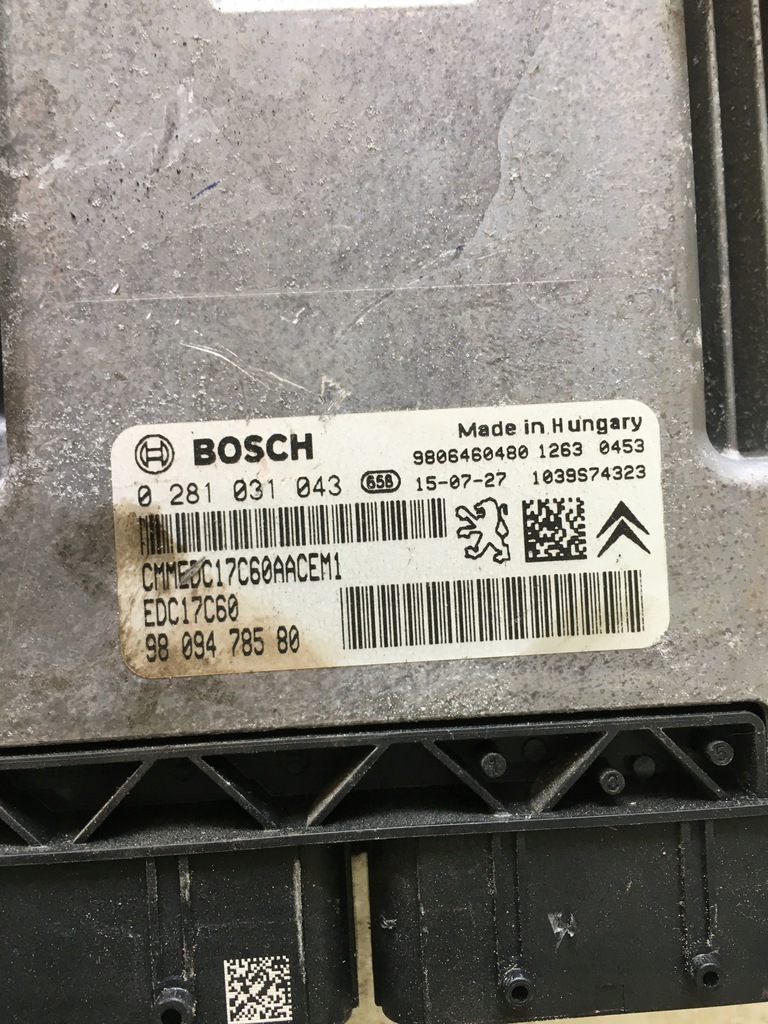 BOSCH
Made in Hungary
9806460480 1263 0453
0 281 031 043 658 15-07-27 1039S74323
CMMEDC17C60AACEM1
EDC17C60
98 094 785 80